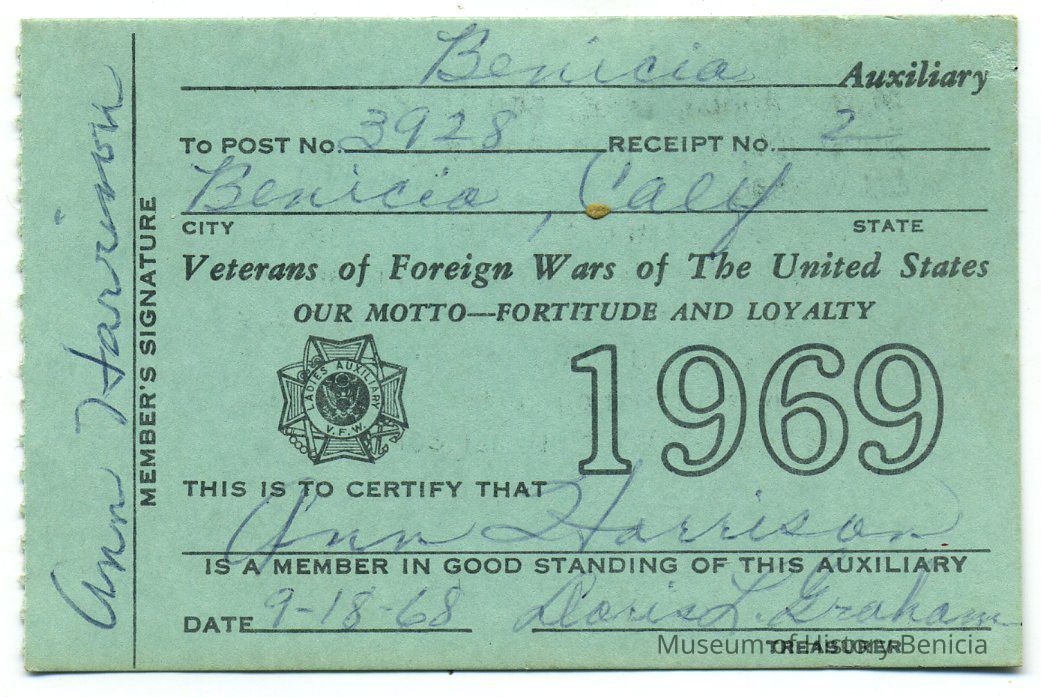 Benicia Auxiliary
TO POST No. 3928 RECEIPT No. 2
Benicia, Calif
CITY STATE
Veterans of Foreign Wars of The United States
OUR MOTTO—FORTITUDE AND LOYALTY
LADIES AUXILIARY
V.F.W.
1969
THIS IS TO CERTIFY THAT
Ann Harrison
IS A MEMBER IN GOOD STANDING OF THIS AUXILIARY
DATE 9-18-68 Doris L. Graham
TREASURER
Museum of History Benicia
MEMBER'S SIGNATURE
Ann Harrison